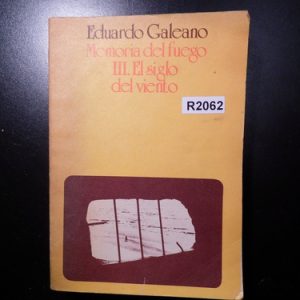 Eduardo Galeano
Memoria del fuego
III. El siglo
del viento
R2062